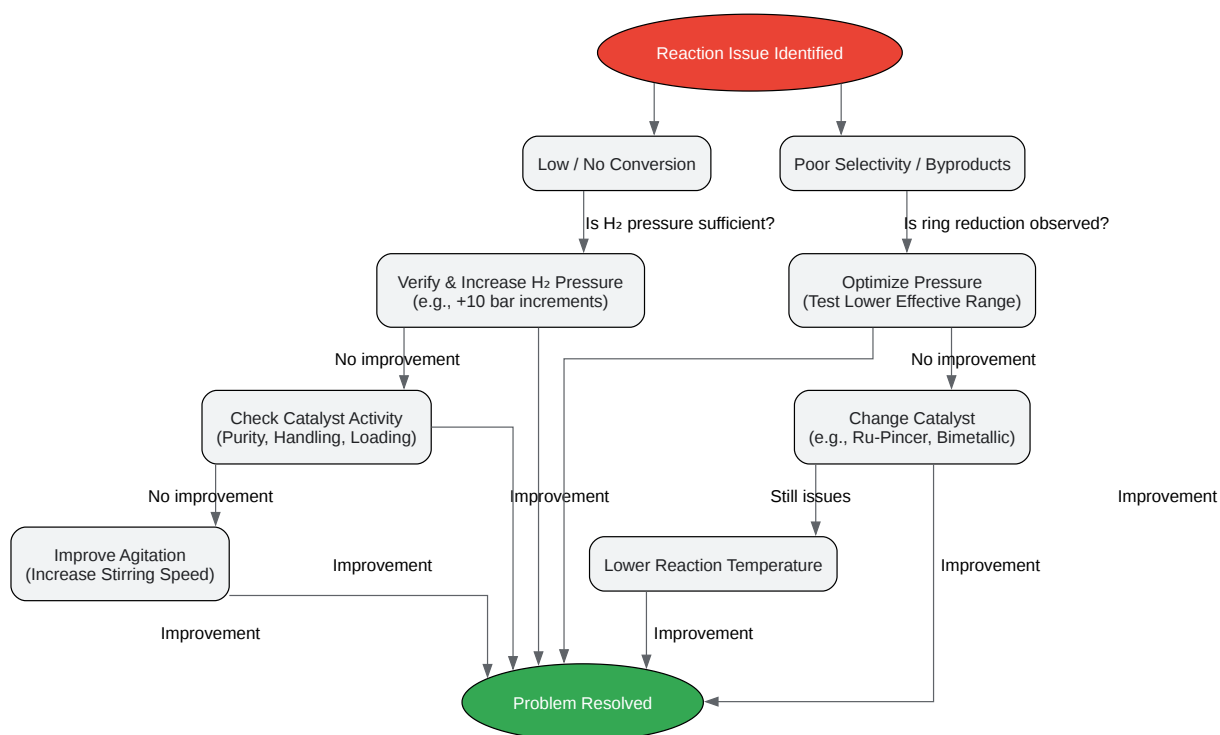 Reaction Issue Identified
Low / No Conversion
Poor Selectivity / Byproducts
Is H₂ pressure sufficient?
Is ring reduction observed?
Verify & Increase H₂ Pressure
(e.g., +10 bar increments)
Optimize Pressure
(Test Lower Effective Range)
No improvement
No improvement
Check Catalyst Activity
(Purity, Handling, Loading)
Change Catalyst
(e.g., Ru-Pincer, Bimetallic)
No improvement
Improvement
Still issues
Improvement
Improve Agitation
(Increase Stirring Speed)
Improvement
Lower Reaction Temperature
Improvement
Improvement
Improvement
Problem Resolved